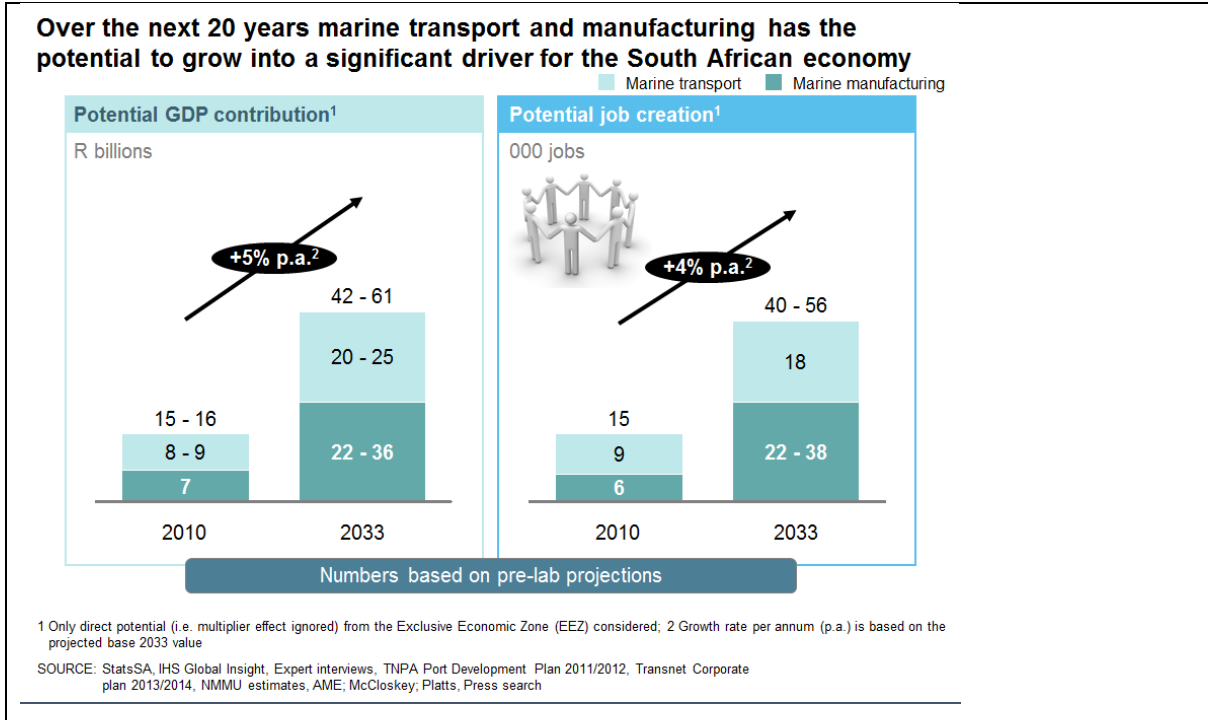 Over the next 20 years marine transport and manufacturing has the
potential to grow into a significant driver for the South African economy
Marine transport
Marine manufacturing
Potential GDP contribution1
R billions
+5% p.a.2
42 - 61
20 - 25
22 - 36
15 - 16
8 - 9
7
2010
2033
Potential job creation1
000 jobs
+4% p.a.2
40 - 56
18
22 - 38
15
9
6
2010
2033
Numbers based on pre-lab projections
1 Only direct potential (i.e. multiplier effect ignored) from the Exclusive Economic Zone (EEZ) considered; 2 Growth rate per annum (p.a.) is based on the
projected base 2033 value
SOURCE: StatsSA, IHS Global Insight, Expert interviews, TNPA Port Development Plan 2011/2012, Transnet Corporate
plan 2013/2014, NMMU estimates, AME; McCloskey; Platts, Press search